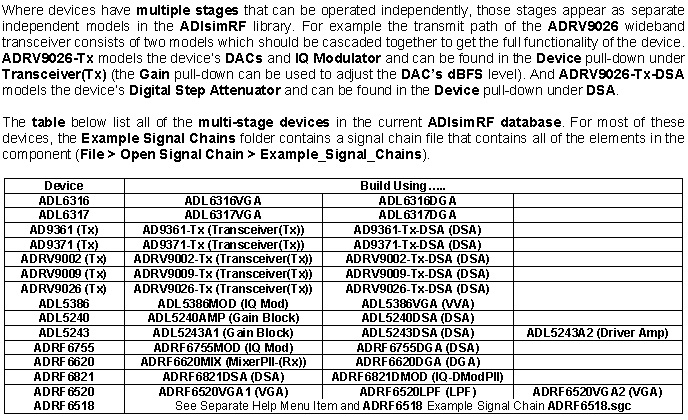 Where devices have multiple stages that can be operated independently, those stages appear as separate
independent models in the ADIsimRF library. For example the transmit path of the ADRV9026 wideband
transceiver consists of two models which should be cascaded together to get the full functionality of the device.
ADRV9026-Tx models the device's DACs and IQ Modulator and can be found in the Device pull-down under
Transceiver(Tx) (the Gain pull-down can be used to adjust the DAC's dBFS level). And ADRV9026-Tx-DSA
models the device's Digital Step Attenuator and can be found in the Device pull-down under DSA.
The table below list all of the multi-stage devices in the current ADIsimRF database. For most of these
devices, the Example Signal Chains folder contains a signal chain file that contains all of the elements in the
component (File > Open Signal Chain > Example_Signal_Chains).
Device Build Using.....
ADL6316 ADL6316VGA ADL6316DGA
ADL6317 ADL6317VGA ADL6317DGA
AD9361 (Tx) AD9361-Tx (Transceiver(Tx)) AD9361-Tx-DSA (DSA)
AD9371 (Tx) AD9371-Tx (Transceiver(Tx)) AD9371-Tx-DSA (DSA)
ADRV9002 (Tx) ADRV9002-Tx (Transceiver(Tx)) ADRV9002-Tx-DSA (DSA)
ADRV9009 (Tx) ADRV9009-Tx (Transceiver(Tx)) ADRV9009-Tx-DSA (DSA)
ADRV9026 (Tx) ADRV9026-Tx (Transceiver(Tx)) ADRV9026-Tx-DSA (DSA)
ADL5386 ADL5386MOD (IQ Mod) ADL5386VGA (VVA)
ADL5240 ADL5240AMP (Gain Block) ADL5240DSA (DSA)
ADL5243 ADL5243A1 (Gain Block) ADL5243DSA (DSA) ADL5243A2 (Driver Amp)
ADRF6755 ADRF6755MOD (IQ Mod) ADRF6755DGA (DSA)
ADRF6620 ADRF6620MIX (MixerPll-(Rx)) ADRF6620DGA (DGA)
ADRF6821 ADRF6821DSA (DSA) ADRF6821DMOD (IQ-DModPll)
ADRF6520 ADRF6520VGA1 (VGA) ADRF6520LPF (LPF) ADRF6520VGA2 (VGA)
ADRF6518 See Separate Help Menu Item and ADRF6518 Example Signal Chain ADRF6518.sgc